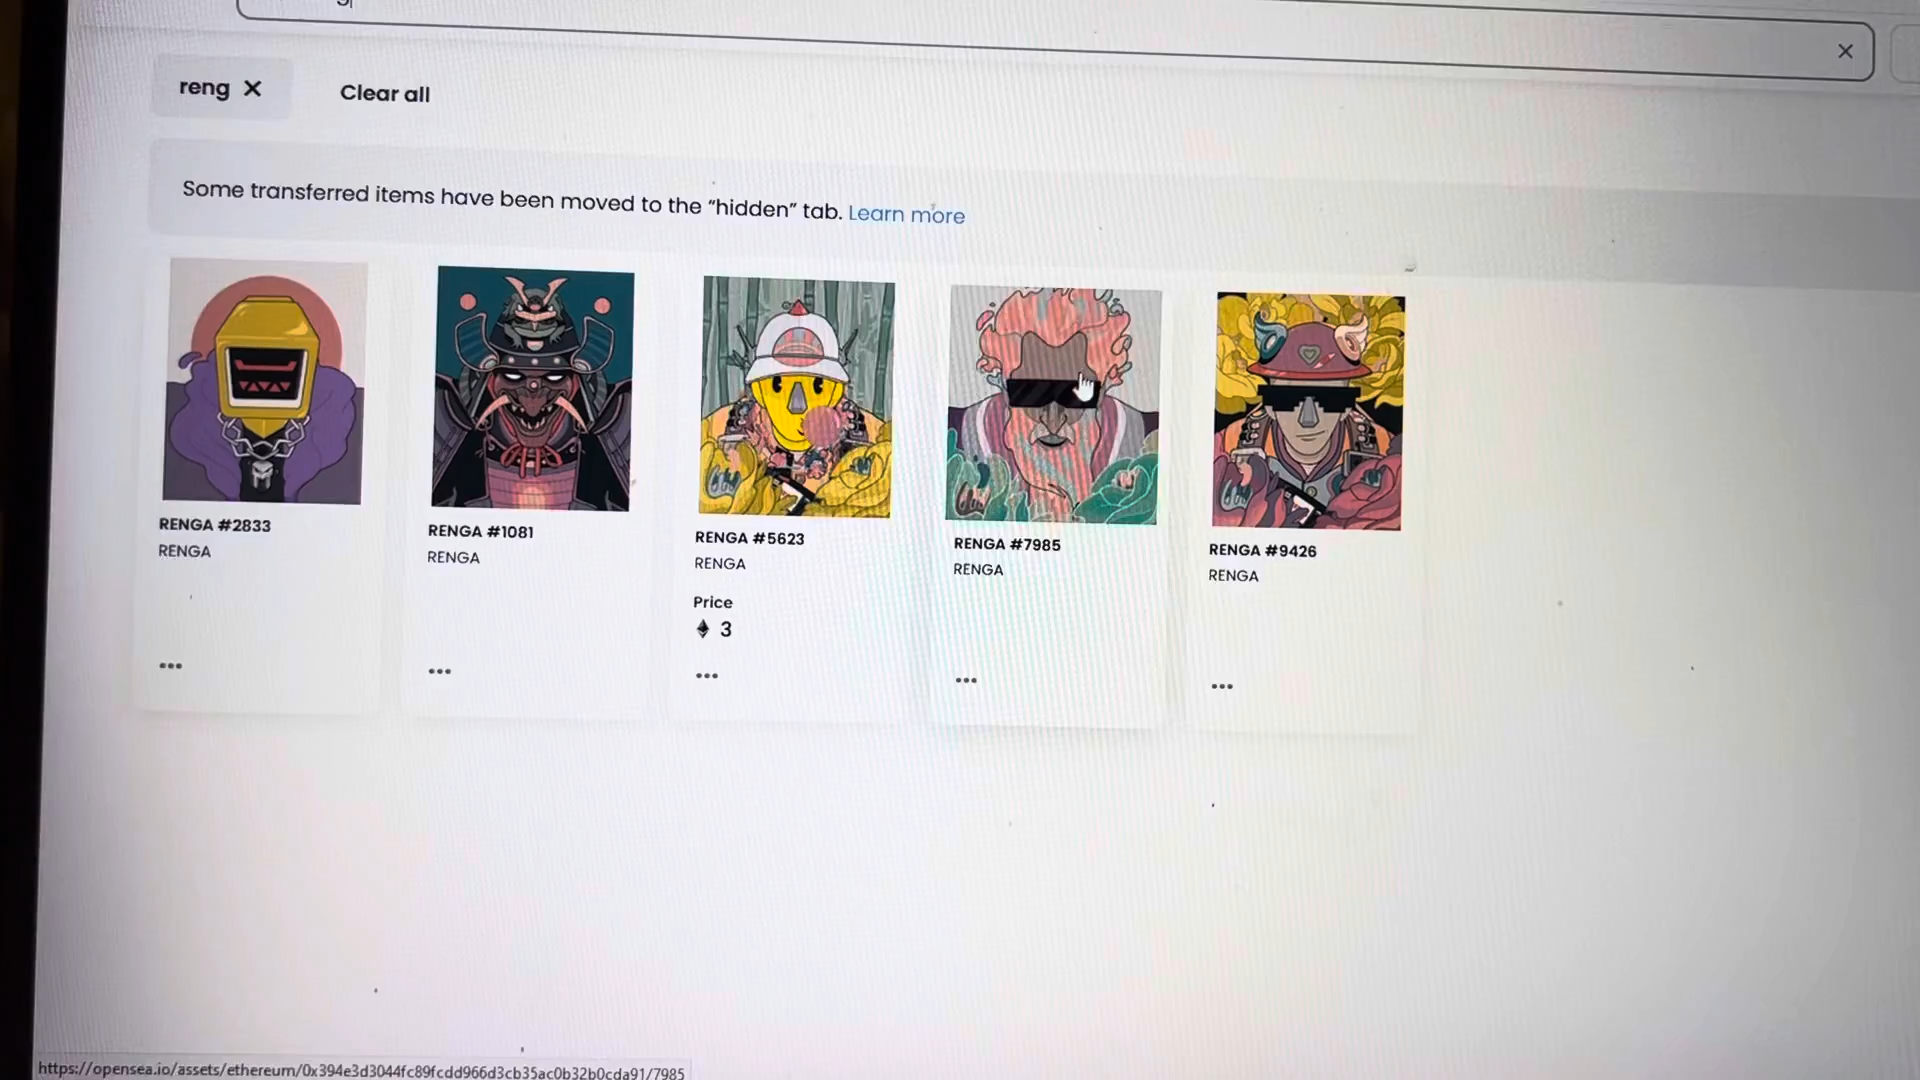 reng
Clear all
Some transferred items have been moved to the “hidden” tab. Learn more
RENGA #2833
RENGA
RENGA #1081
RENGA
RENGA #5623
RENGA
Price
3
RENGA #7985
RENGA
RENGA #9426
RENGA
https://opensea.io/assets/ethereum/0x394e3d3044fc89fcdd966d3cb35ac0b32b0cda91/7985